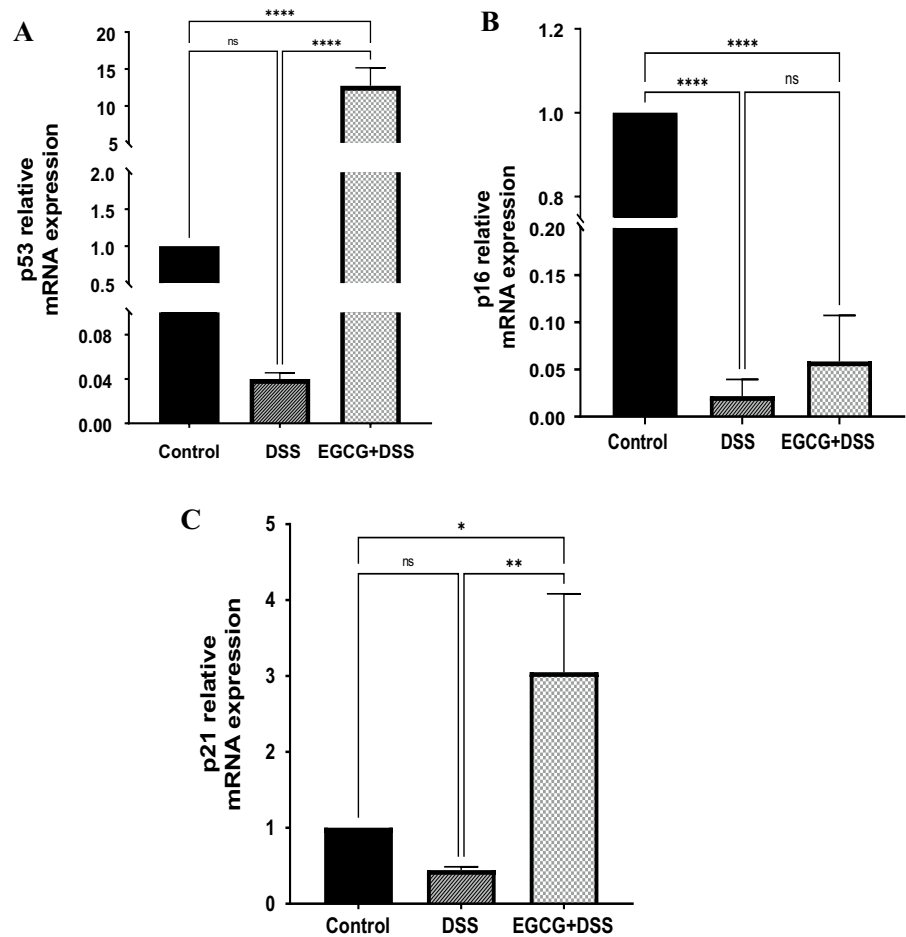 A
p53 relative
mRNA expression
20
15
10
5
2.0
1.5
1.0
0.5
0.08
0.04
0.00
****
ns
****
Control
DSS
EGCG+DSS
B
p16 relative
mRNA expression
1.2
1.0
0.8
0.20
0.15
0.10
0.05
0.00
****
****
ns
Control
DSS
EGCG+DSS
C
p21 relative
mRNA expression
5
4
3
2
1
0
*
ns
**
Control
DSS
EGCG+DSS